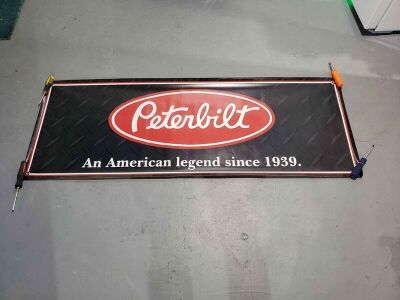 Peterbilt
An American legend since 1939.